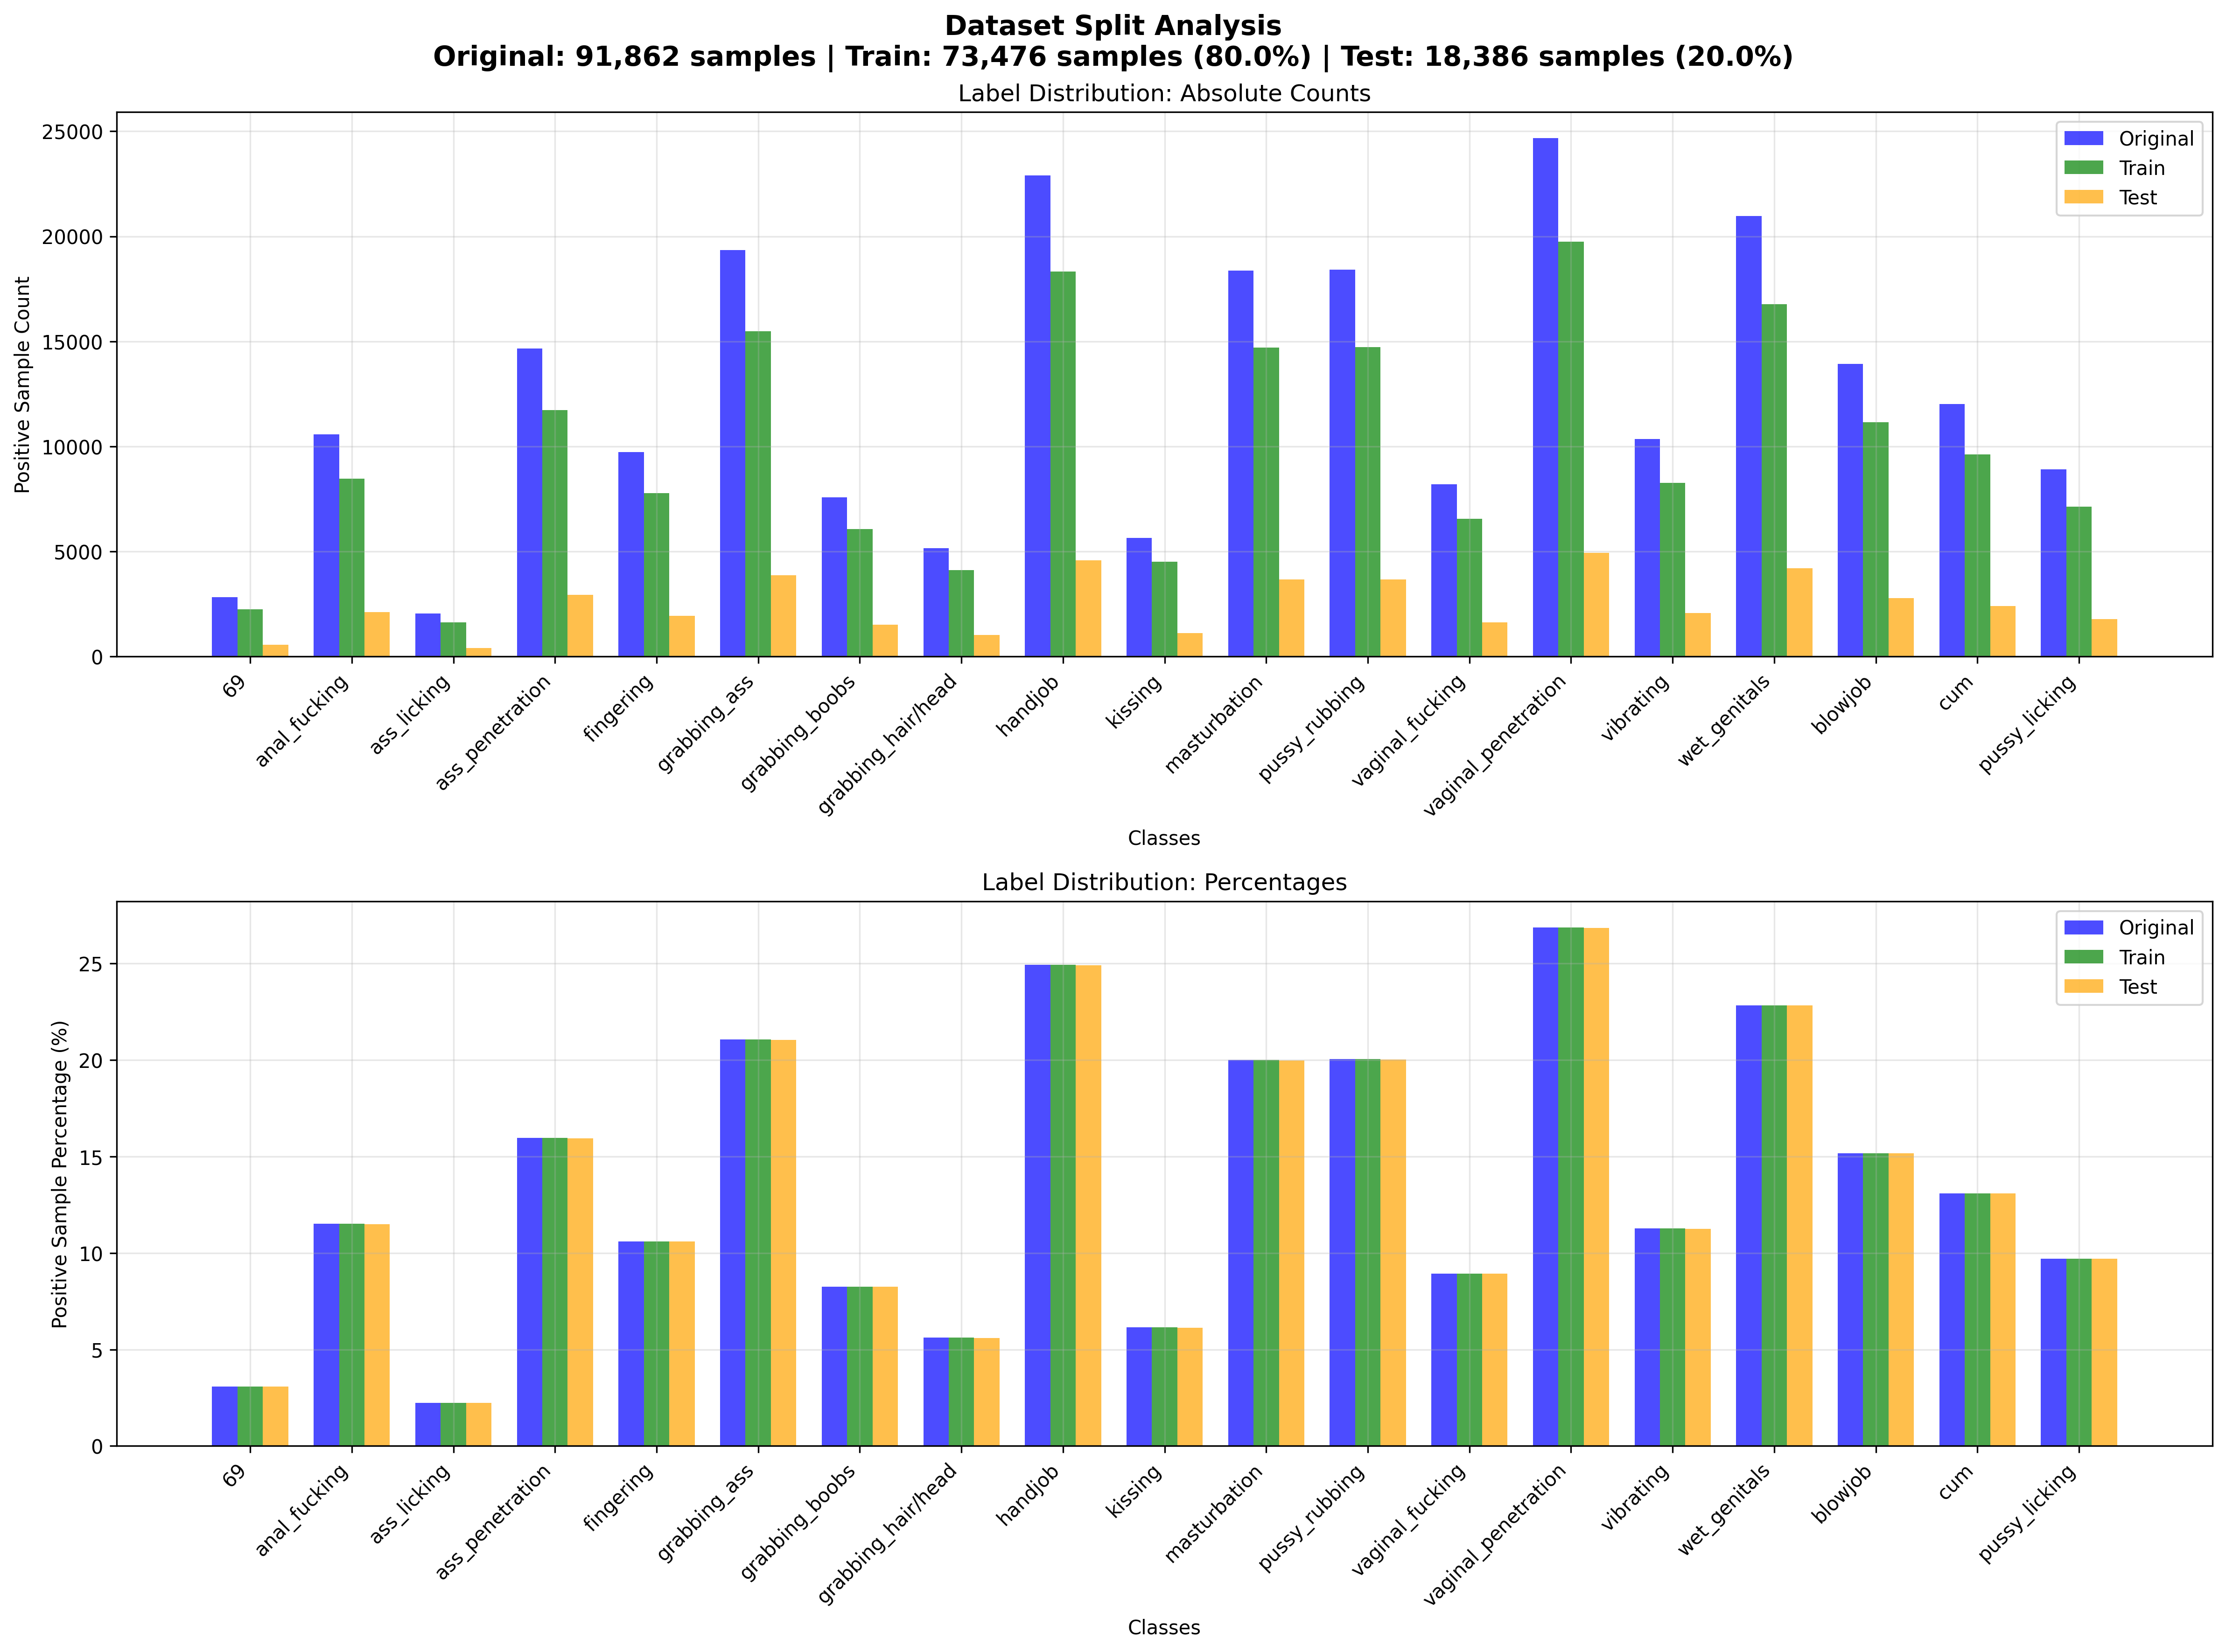 Dataset Split Analysis
Original: 91,862 samples | Train: 73,476 samples (80.0%) | Test: 18,386 samples (20.0%)
Label Distribution: Absolute Counts
25000
20000
15000
10000
5000
0
Positive Sample Count
Original
Train
Test
69
anal_fucking
ass_licking
ass_penetration
fingering
grabbing_ass
grabbing_boobs
grabbing_hair/head
handjob
kissing
masturbation
pussy_rubbing
vaginal_fucking
vaginal_penetration
vibrating
wet_genitals
blowjob
cum
pussy_licking
Classes
Label Distribution: Percentages
25
20
15
10
5
0
Positive Sample Percentage (%)
Original
Train
Test
69
anal_fucking
ass_licking
ass_penetration
fingering
grabbing_ass
grabbing_boobs
grabbing_hair/head
handjob
kissing
masturbation
pussy_rubbing
vaginal_fucking
vaginal_penetration
vibrating
wet_genitals
blowjob
cum
pussy_licking
Classes